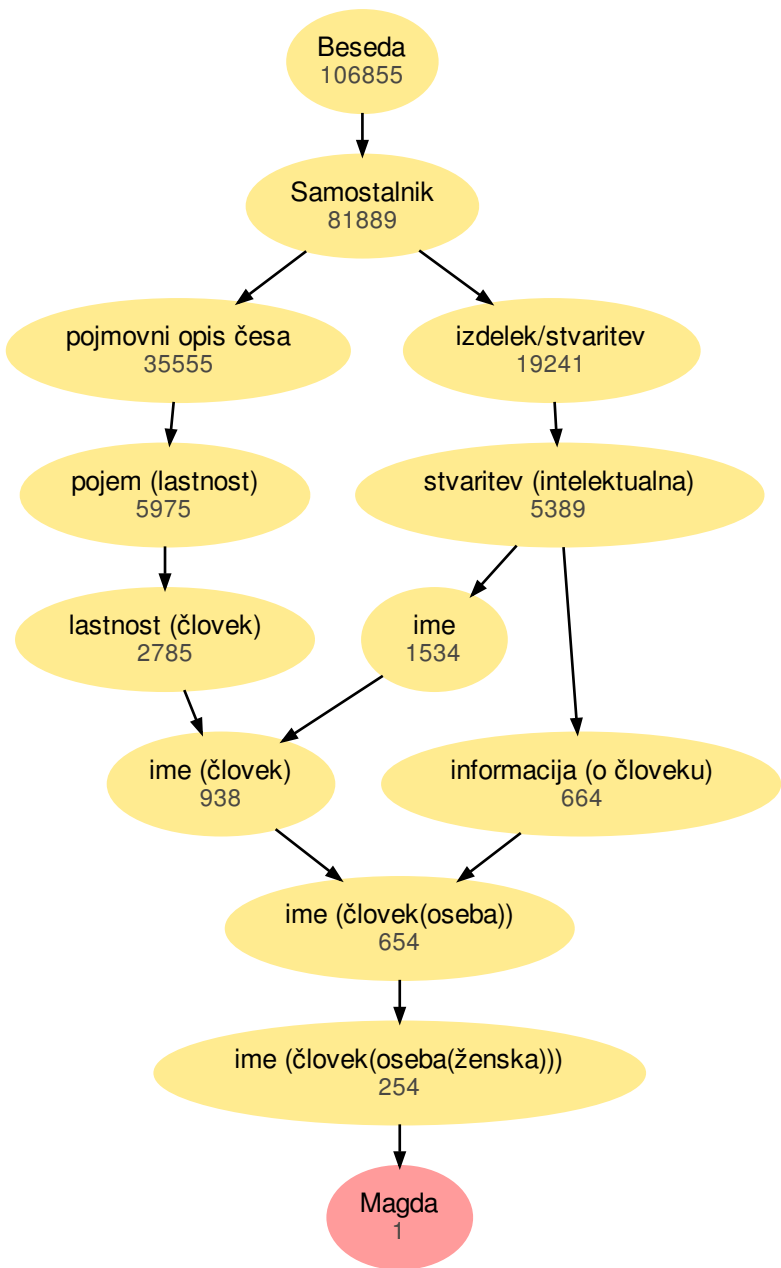 Beseda
106855
Samostalnik
81889
pojmovni opis česa
35555
izdelek/stvaritev
19241
pojem (lastnost)
5975
stvaritev (intelektualna)
5389
lastnost (človek)
2785
ime
1534
ime (človek)
938
informacija (o človeku)
664
ime (človek(oseba))
654
ime (človek(oseba(ženska)))
254
Magda
1